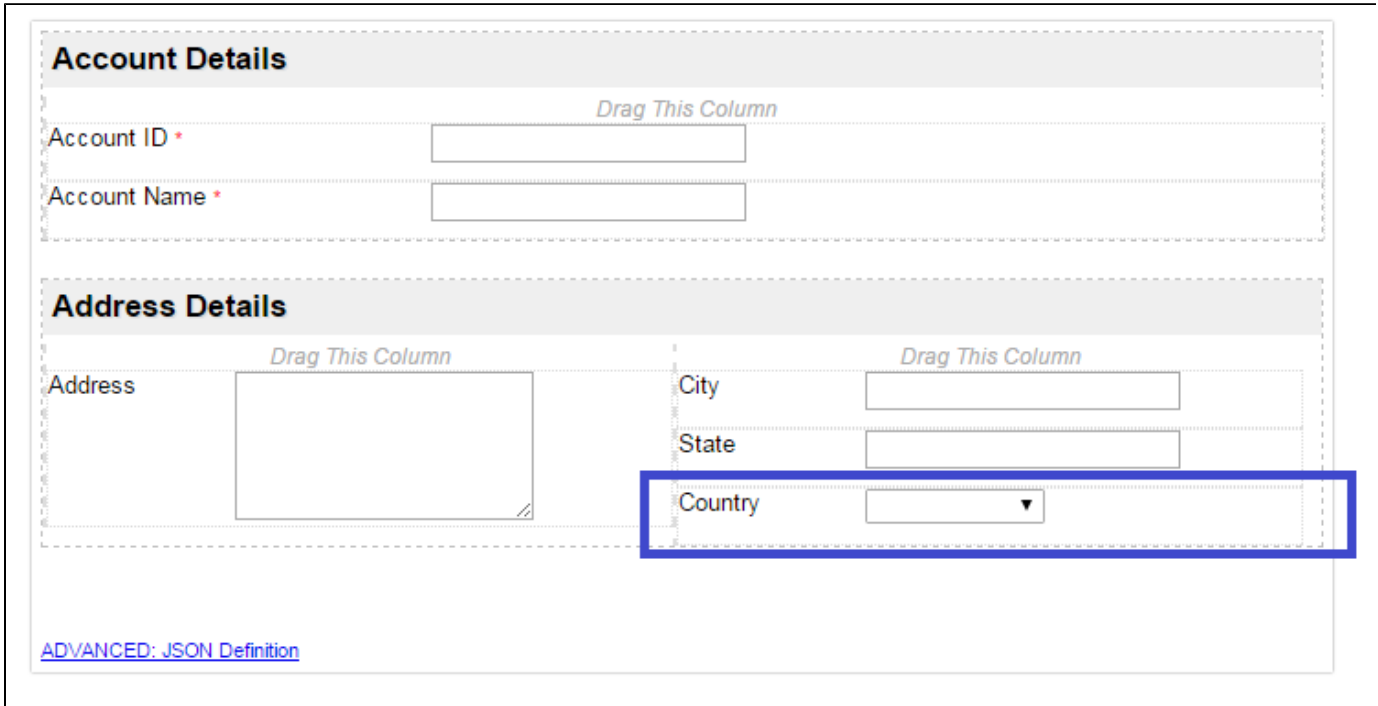 Account Details
Drag This Column
Account ID *
Account Name *
Address Details
Drag This Column
Address
Drag This Column
City
State
Country
ADVANCED: JSON Definition